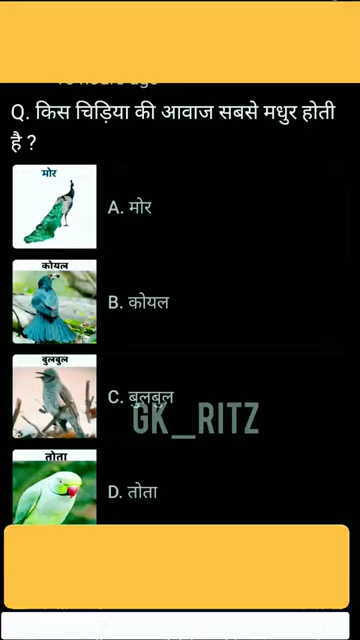 Q. किस चिड़िया की आवाज सबसे मधुर होती
है ?
मोर
A. मोर
कोयल
B. कोयल
बुलबुल
C. बुलबुल
GK_RITZ
तोता
D. तोता